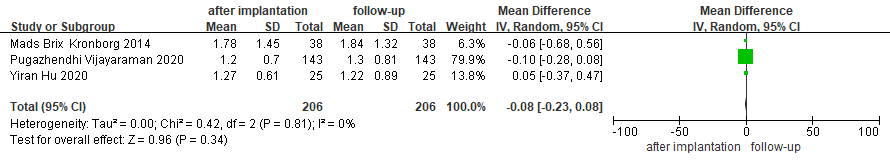 after implantation follow-up Mean Difference Mean Difference
Study or Subgroup Mean SD Total Mean SD Total Weight IV, Random, 95% CI IV, Random, 95% CI
Mads Brix Kronborg 2014 1.78 1.45 38 1.84 1.32 38 6.3% -0.06 [-0.68, 0.56]
Pugazhendhi Vijayaraman 2020 1.2 0.7 143 1.3 0.81 143 79.9% -0.10 [-0.28, 0.08]
Yiran Hu 2020 1.27 0.61 25 1.22 0.89 25 13.8% 0.05 [-0.37, 0.47]
Total (95% CI) 206 206 100.0% -0.08 [-0.23, 0.08]
Heterogeneity: Tau² = 0.00; Chi² = 0.42, df = 2 (P = 0.81); I² = 0%
Test for overall effect: Z = 0.96 (P = 0.34)
-100 -50 0 50 100
after implantation follow-up